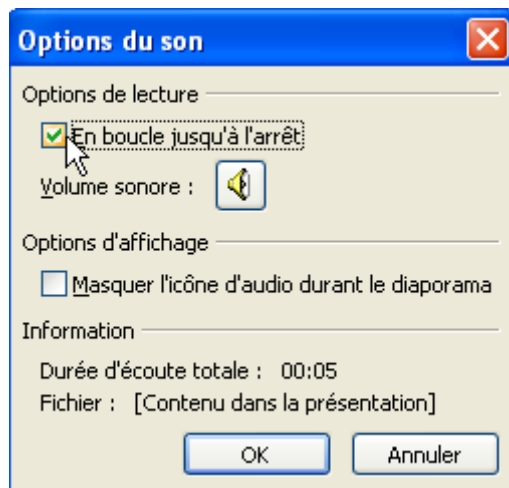 Options du son
Options de lecture
En boucle jusqu'à l'arrêt
Volume sonore :
Options d'affichage
Masquer l'icône d'audio durant le diaporama
Information
Durée d'écoute totale : 00:05
Fichier : [Contenu dans la présentation]
OK Annuler